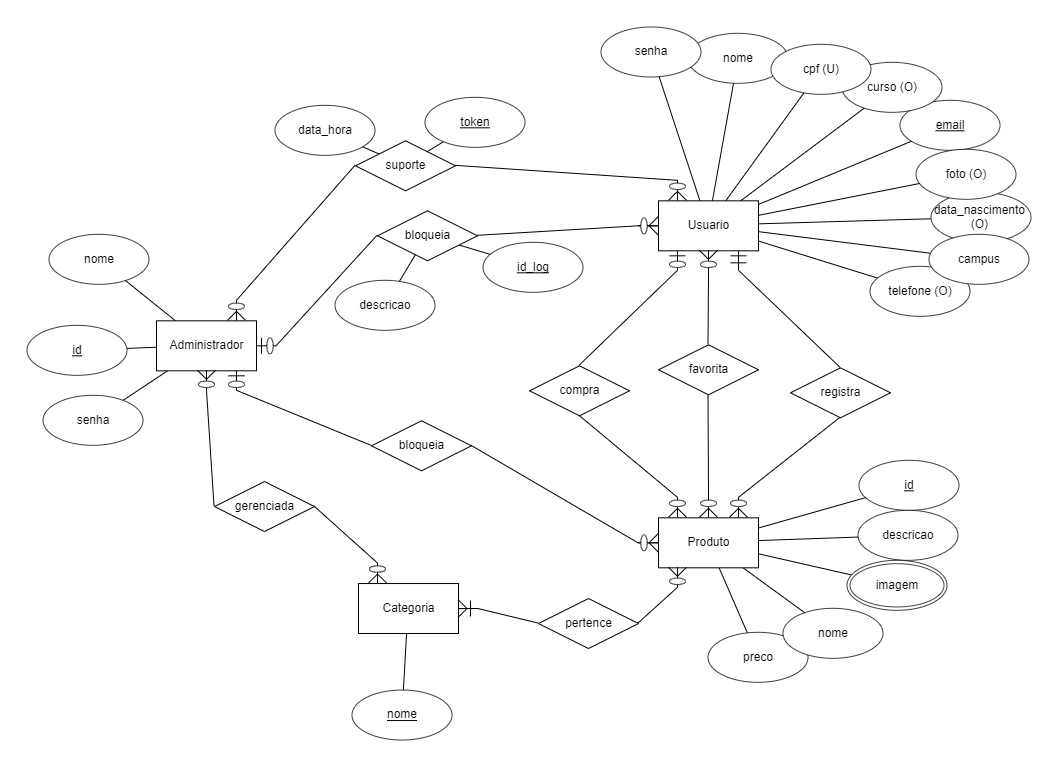 senha
nome
cpf (U)
curso (O)
data_hora
token
email
suporte
foto (O)
data_nascimento
(O)
bloqueia
Usuario
nome
id_log
campus
descricao
telefone (O)
Administrador
id
favorita
compra
registra
senha
bloqueia
id
gerenciada
descricao
Produto
imagem
Categoria
pertence
nome
preco
nome